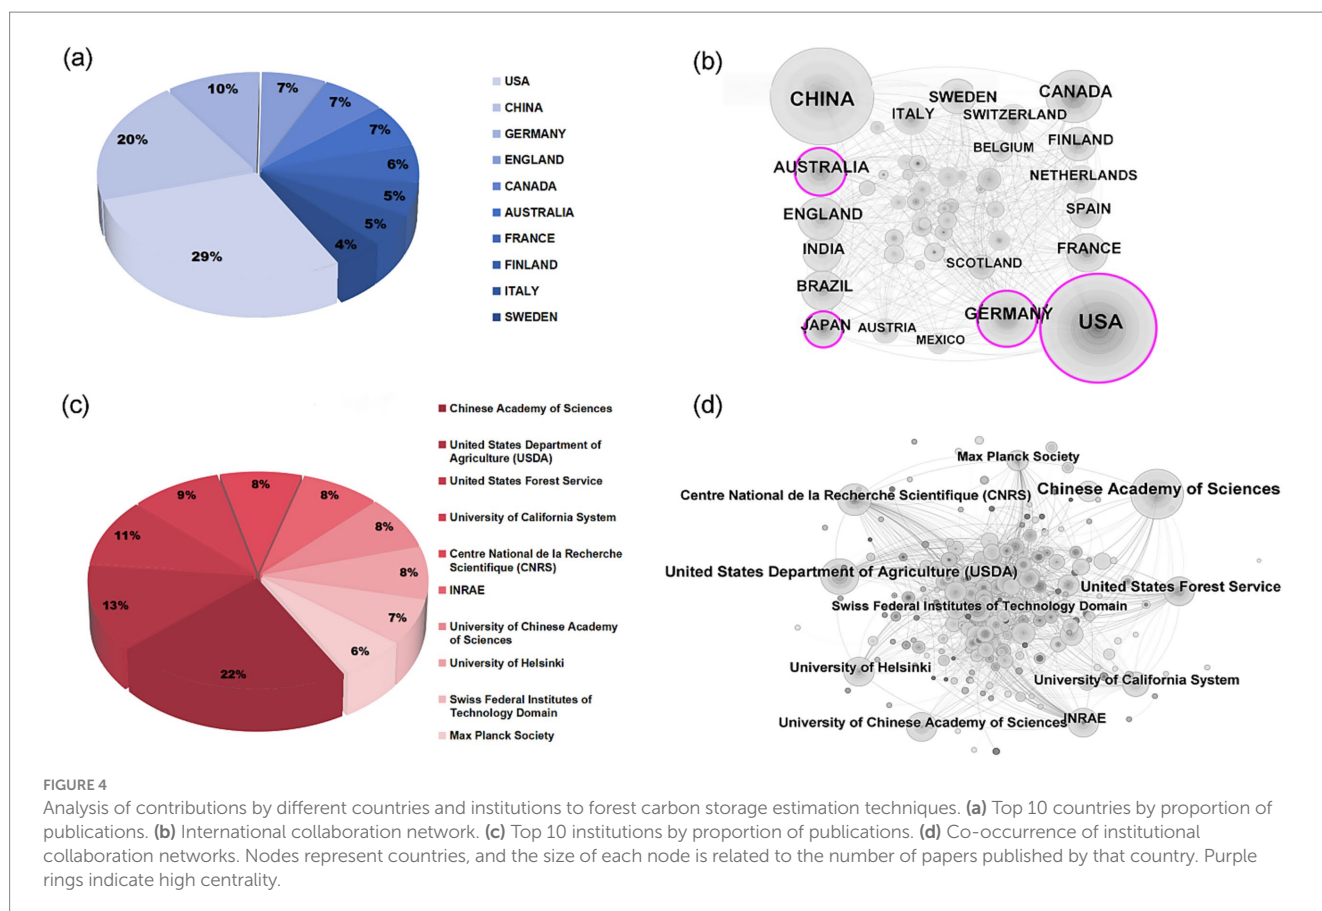 (a)
10%
7%
7%
7%
20%
6%
5%
5%
4%
29%
USA
CHINA
GERMANY
ENGLAND
CANADA
AUSTRALIA
FRANCE
FINLAND
ITALY
SWEDEN
(b)
CHINA
SWEDEN
CANADA
ITALY
SWITZERLAND
BELGIUM
FINLAND
AUSTRALIA
NETHERLANDS
ENGLAND
SPAIN
INDIA
SCOTLAND
FRANCE
BRAZIL
GERMANY
USA
JAPAN
AUSTRIA
MEXICO
(c)
9%
8%
8%
11%
8%
8%
13%
7%
6%
22%
Chinese Academy of Sciences
United States Department of
Agriculture (USDA)
United States Forest Service
University of California System
Centre National de la Recherche
Scientifique (CNRS)
INRAE
University of Chinese Academy
of Sciences
University of Helsinki
Swiss Federal Institutes of
Technology Domain
Max Planck Society
(d)
Max Planck Society
Centre National de la Recherche Scientifique (CNRS)
Chinese Academy of Sciences
United States Department of Agriculture (USDA)
United States Forest Service
Swiss Federal Institutes of Technology Domain
University of Helsinki
University of California System
University of Chinese Academy of Sciences
INRAE
FIGURE 4
Analysis of contributions by different countries and institutions to forest carbon storage estimation techniques. (a) Top 10 countries by proportion of
publications. (b) International collaboration network. (c) Top 10 institutions by proportion of publications. (d) Co-occurrence of institutional
collaboration networks. Nodes represent countries, and the size of each node is related to the number of papers published by that country. Purple
rings indicate high centrality.